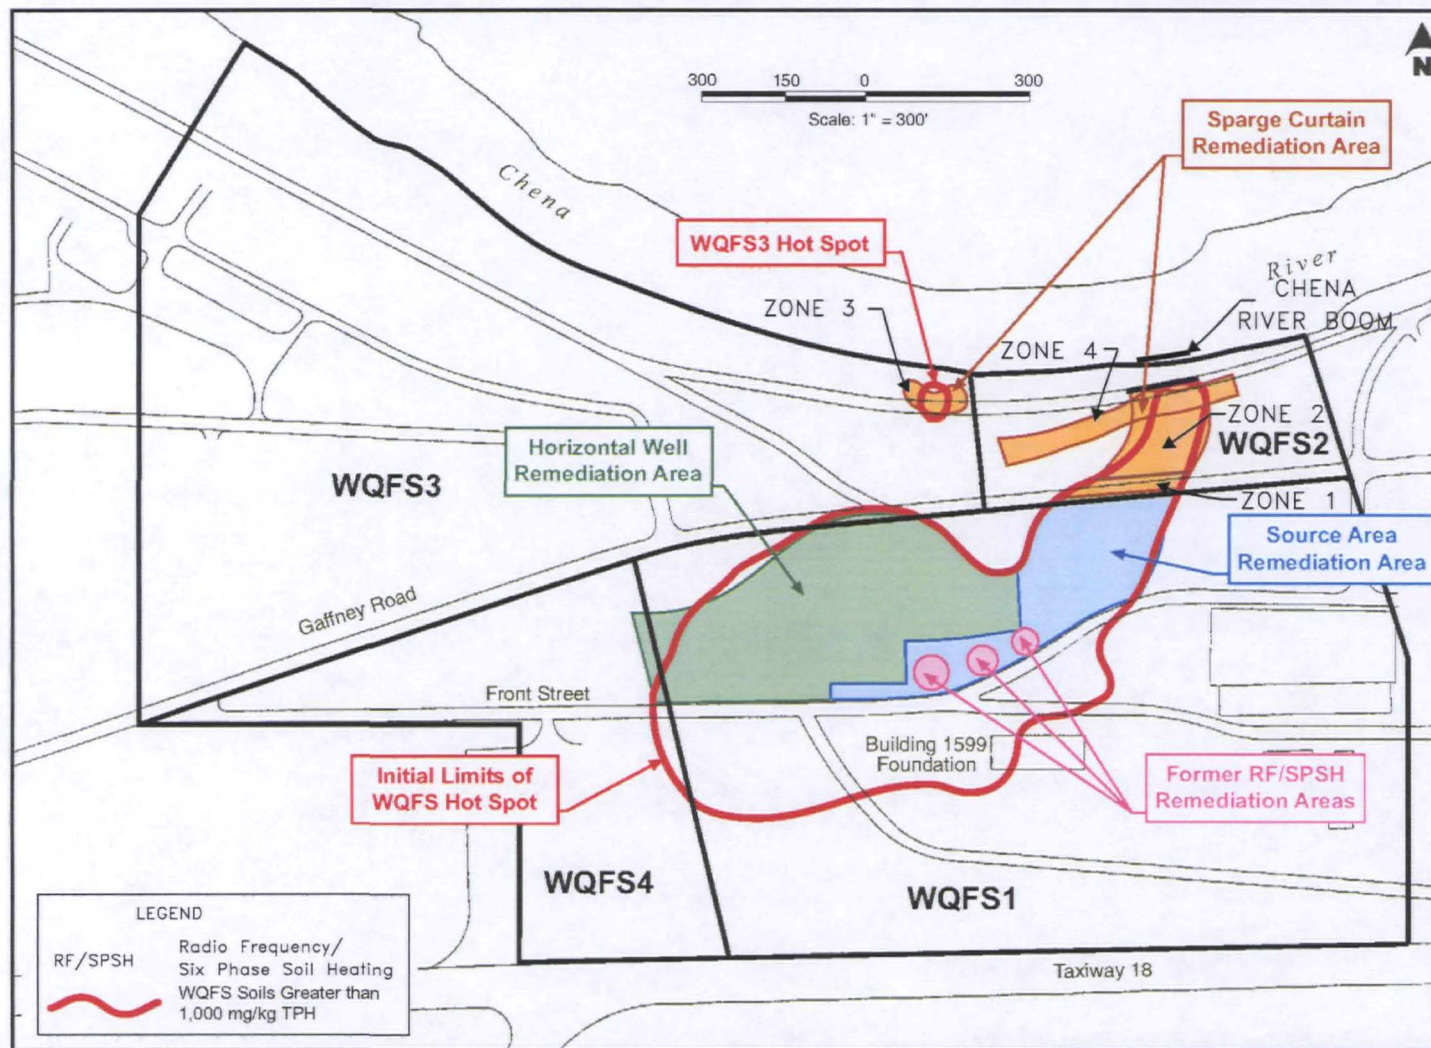 N
300 150 0 300
Scale: 1" = 300'
Sparge Curtain
Remediation Area
Chena
WQFS3 Hot Spot
River
CHENA
RIVER BOOM
ZONE 3
ZONE 4
ZONE 2
WQFS2
ZONE 1
Horizontal Well
Remediation Area
WQFS3
Source Area
Remediation Area
Gaffney Road
Front Street
Building 1599
Foundation
Initial Limits of
WQFS Hot Spot
Former RF/SPSH
Remediation Areas
WQFS4
WQFS1
Taxiway 18
LEGEND
RF/SPSH
Radio Frequency/
Six Phase Soil Heating
WQFS Soils Greater than
1,000 mg/kg TPH